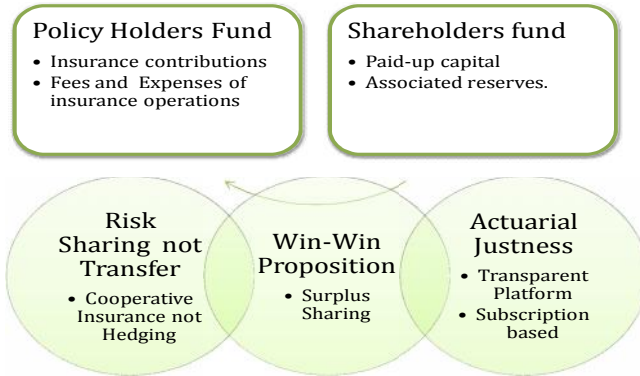 Policy Holders Fund
• Insurance contributions
• Fees and Expenses of
insurance operations
Shareholders fund
• Paid-up capital
• Associated reserves.
Risk
Sharing not
Transfer
• Cooperative
Insurance not
Hedging
Win-Win
Proposition
• Surplus
Sharing
Actuarial
Justness
• Transparent
Platform
• Subscription
based